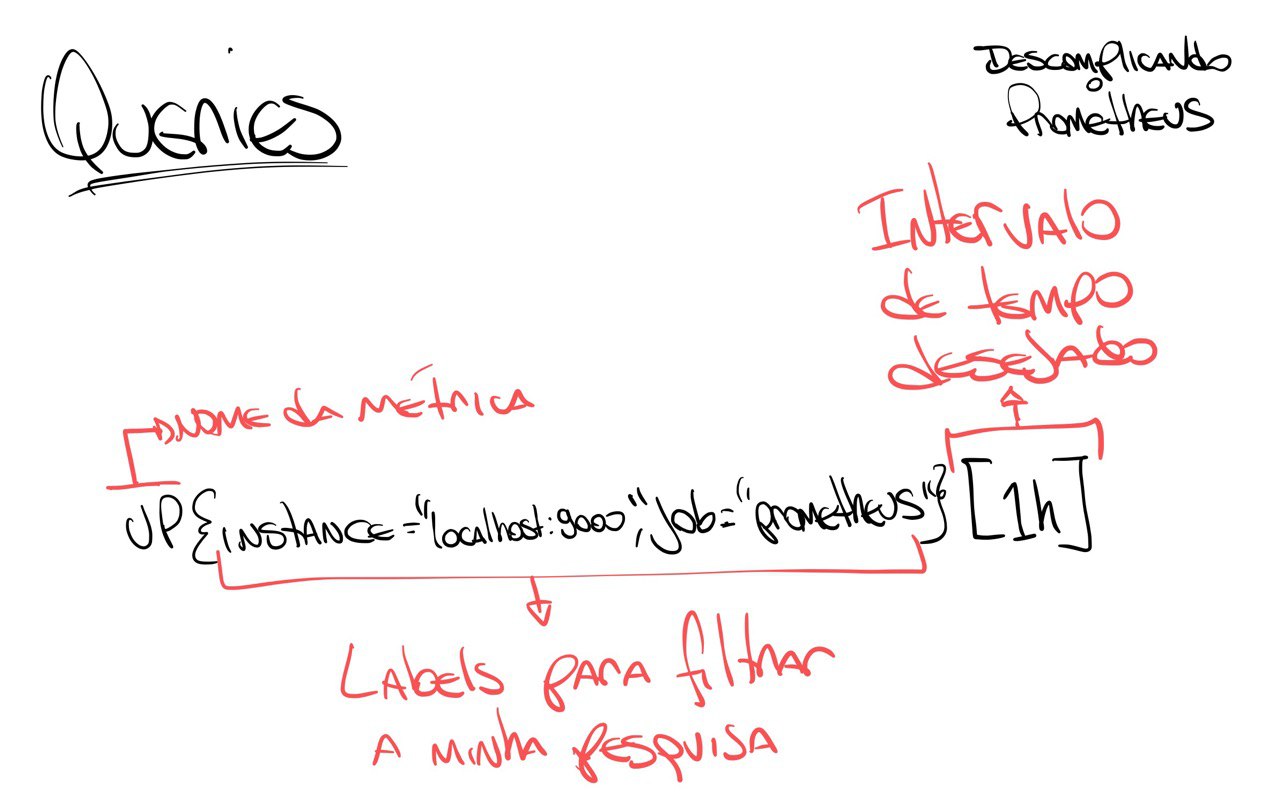 Queries
Descomplicando
o
Prometheus
Intervalo
de tempo
desejado
Nome da métrica
UP{instance="localhost:9000",job="prometheus"}[1h]
Labels para filtrar
a minha pesquisa